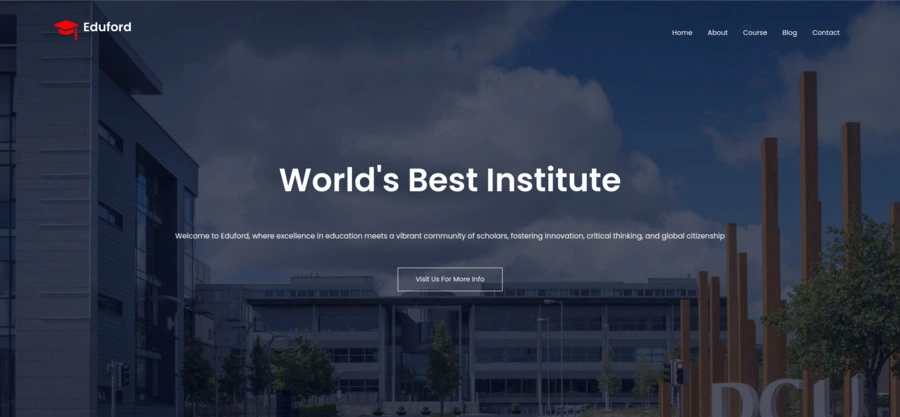 Eduford
Home About Course Blog Contact
World's Best Institute
Welcome to Eduford, where excellence in education meets a vibrant community of scholars, fostering innovation, critical thinking, and global citizenship
Visit Us For More Info
DCU